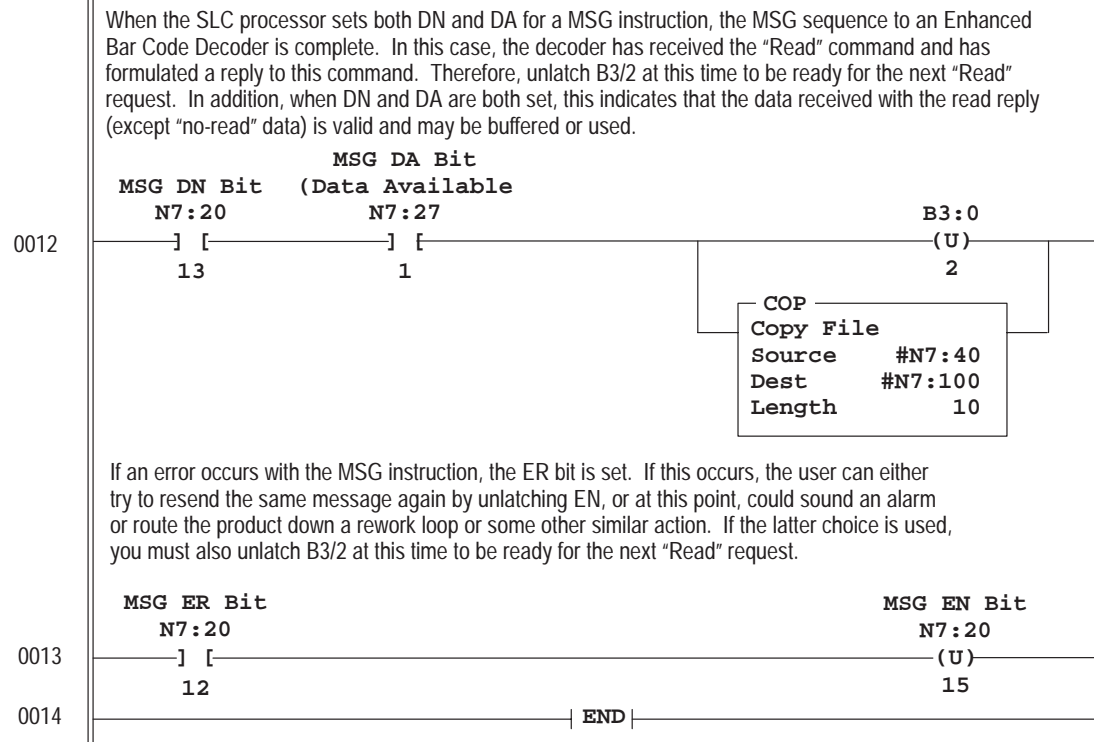 When the SLC processor sets both DN and DA for a MSG instruction, the MSG sequence to an Enhanced
Bar Code Decoder is complete. In this case, the decoder has received the “Read” command and has
formulated a reply to this command. Therefore, unlatch B3/2 at this time to be ready for the next “Read”
request. In addition, when DN and DA are both set, this indicates that the data received with the read reply
(except “no-read” data) is valid and may be buffered or used.
MSG DA Bit
MSG DN Bit (Data Available
N7:20 N7:27 B3:0
0012 ] [ ] [ (U)
13 1 2
COP
Copy File
Source #N7:40
Dest #N7:100
Length 10
If an error occurs with the MSG instruction, the ER bit is set. If this occurs, the user can either
try to resend the same message again by unlatching EN, or at this point, could sound an alarm
or route the product down a rework loop or some other similar action. If the latter choice is used,
you must also unlatch B3/2 at this time to be ready for the next “Read” request.
MSG ER Bit MSG EN Bit
N7:20 N7:20
0013 ] [ (U)
12 15
0014 END